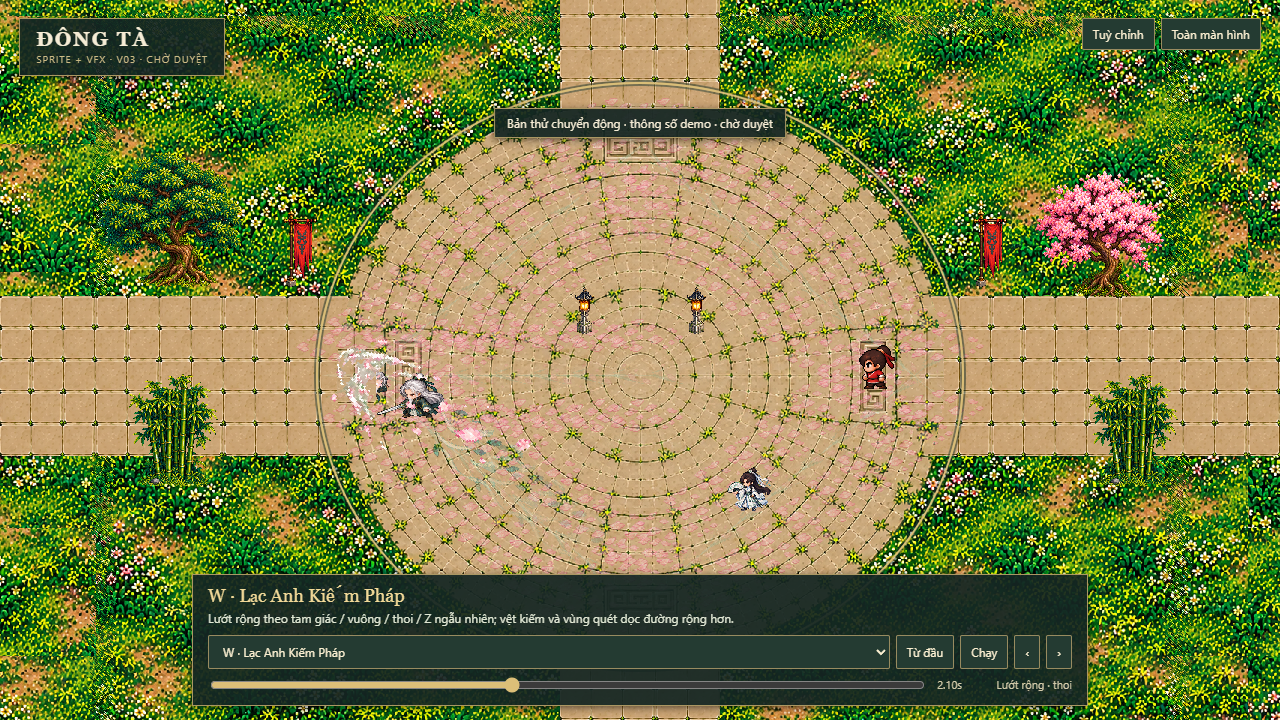 ĐÔNG TÀ
SPRITE + VFX · V03 · CHỜ DUYỆT
Tuỳ chỉnh
Toàn màn hình
Bản thử chuyển động · thông số demo · chờ duyệt
W · Lạc Anh Kiếm Pháp
Lướt rộng theo tam giác / vuông / thoi / Z ngẫu nhiên; vệt kiếm và vùng quét dọc đường rộng hơn.
W · Lạc Anh Kiếm Pháp
Từ đầu
Chạy
‹
›
2.10s
Lướt rộng · thoi